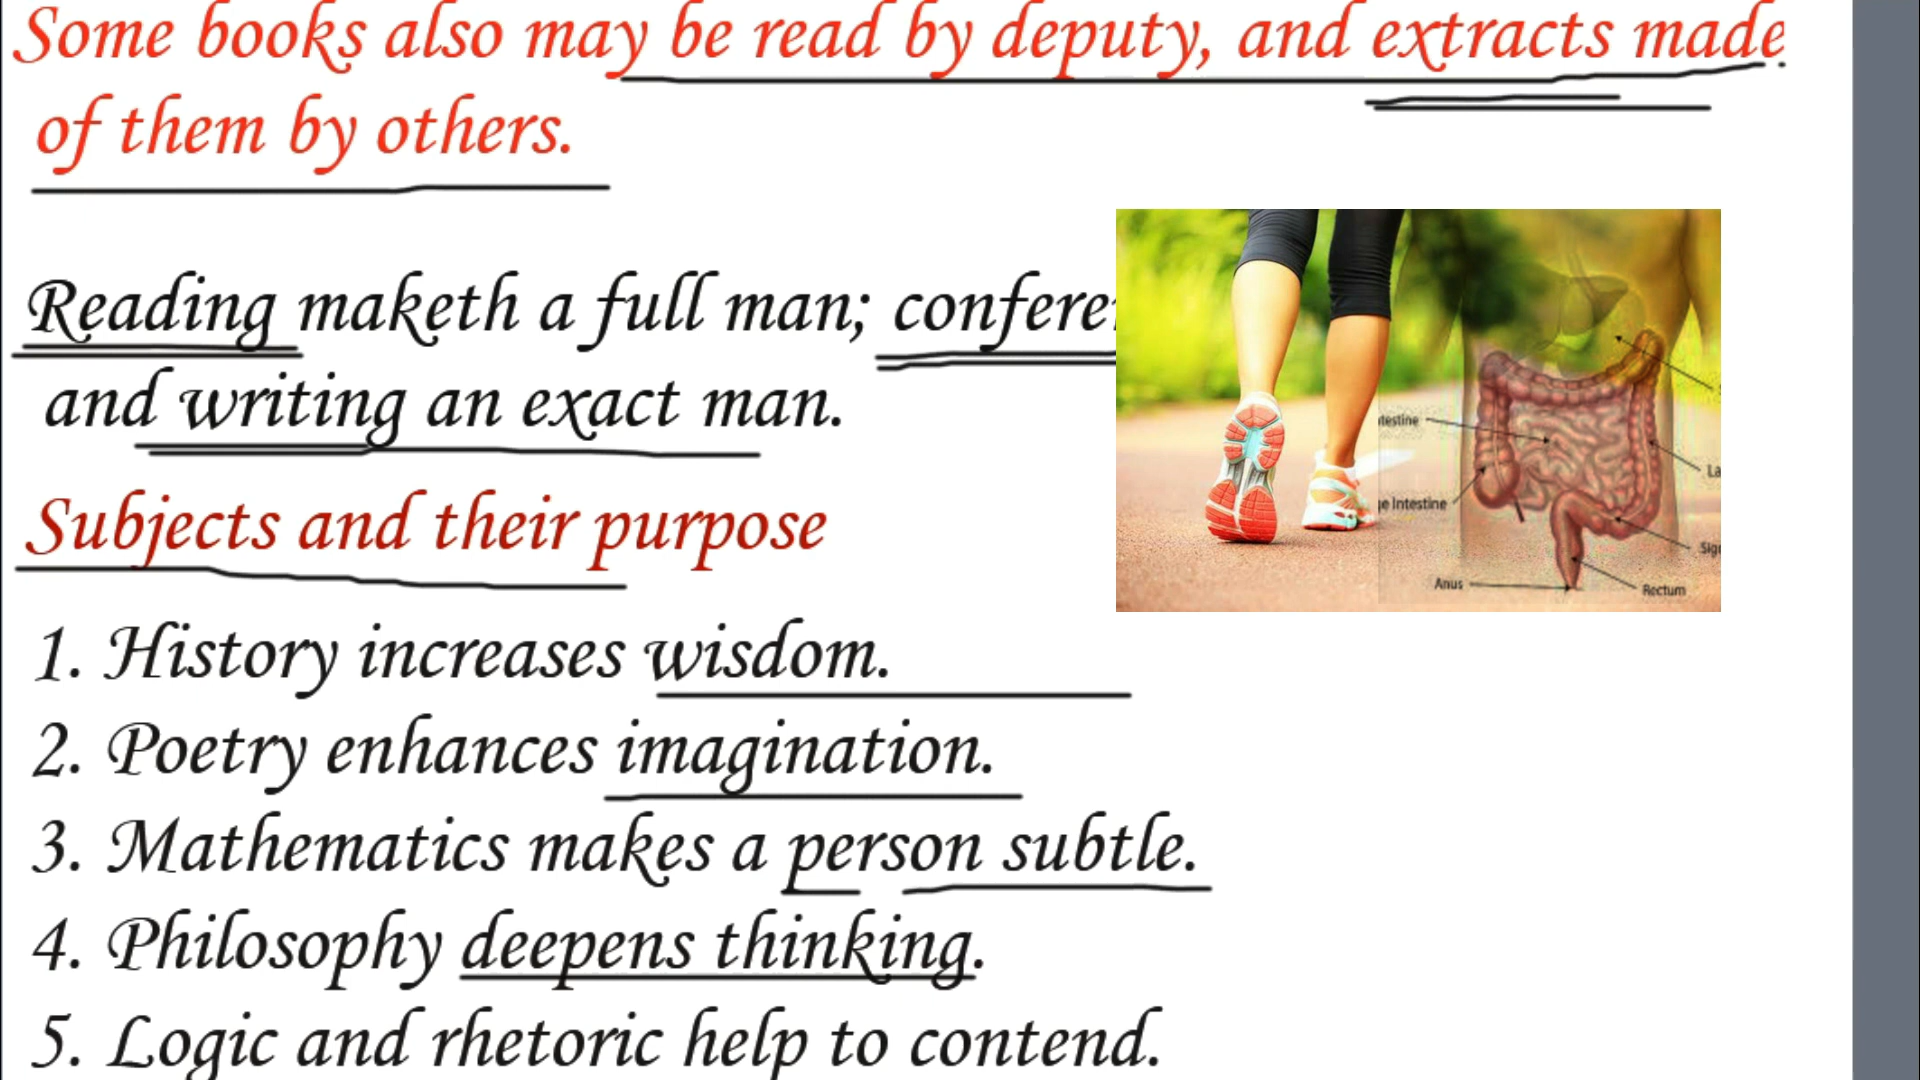 Some books also may be read by deputy, and extracts made
of them by others.
Reading maketh a full man;
and writing an exact man.
Subjects and their purpose
1. History increases wisdom.
2. Poetry enhances imagination.
3. Mathematics makes a person subtle.
4. Philosophy deepens thinking.
5. Logic and rhetoric help to contend.
Intestine
Anus
Rectum